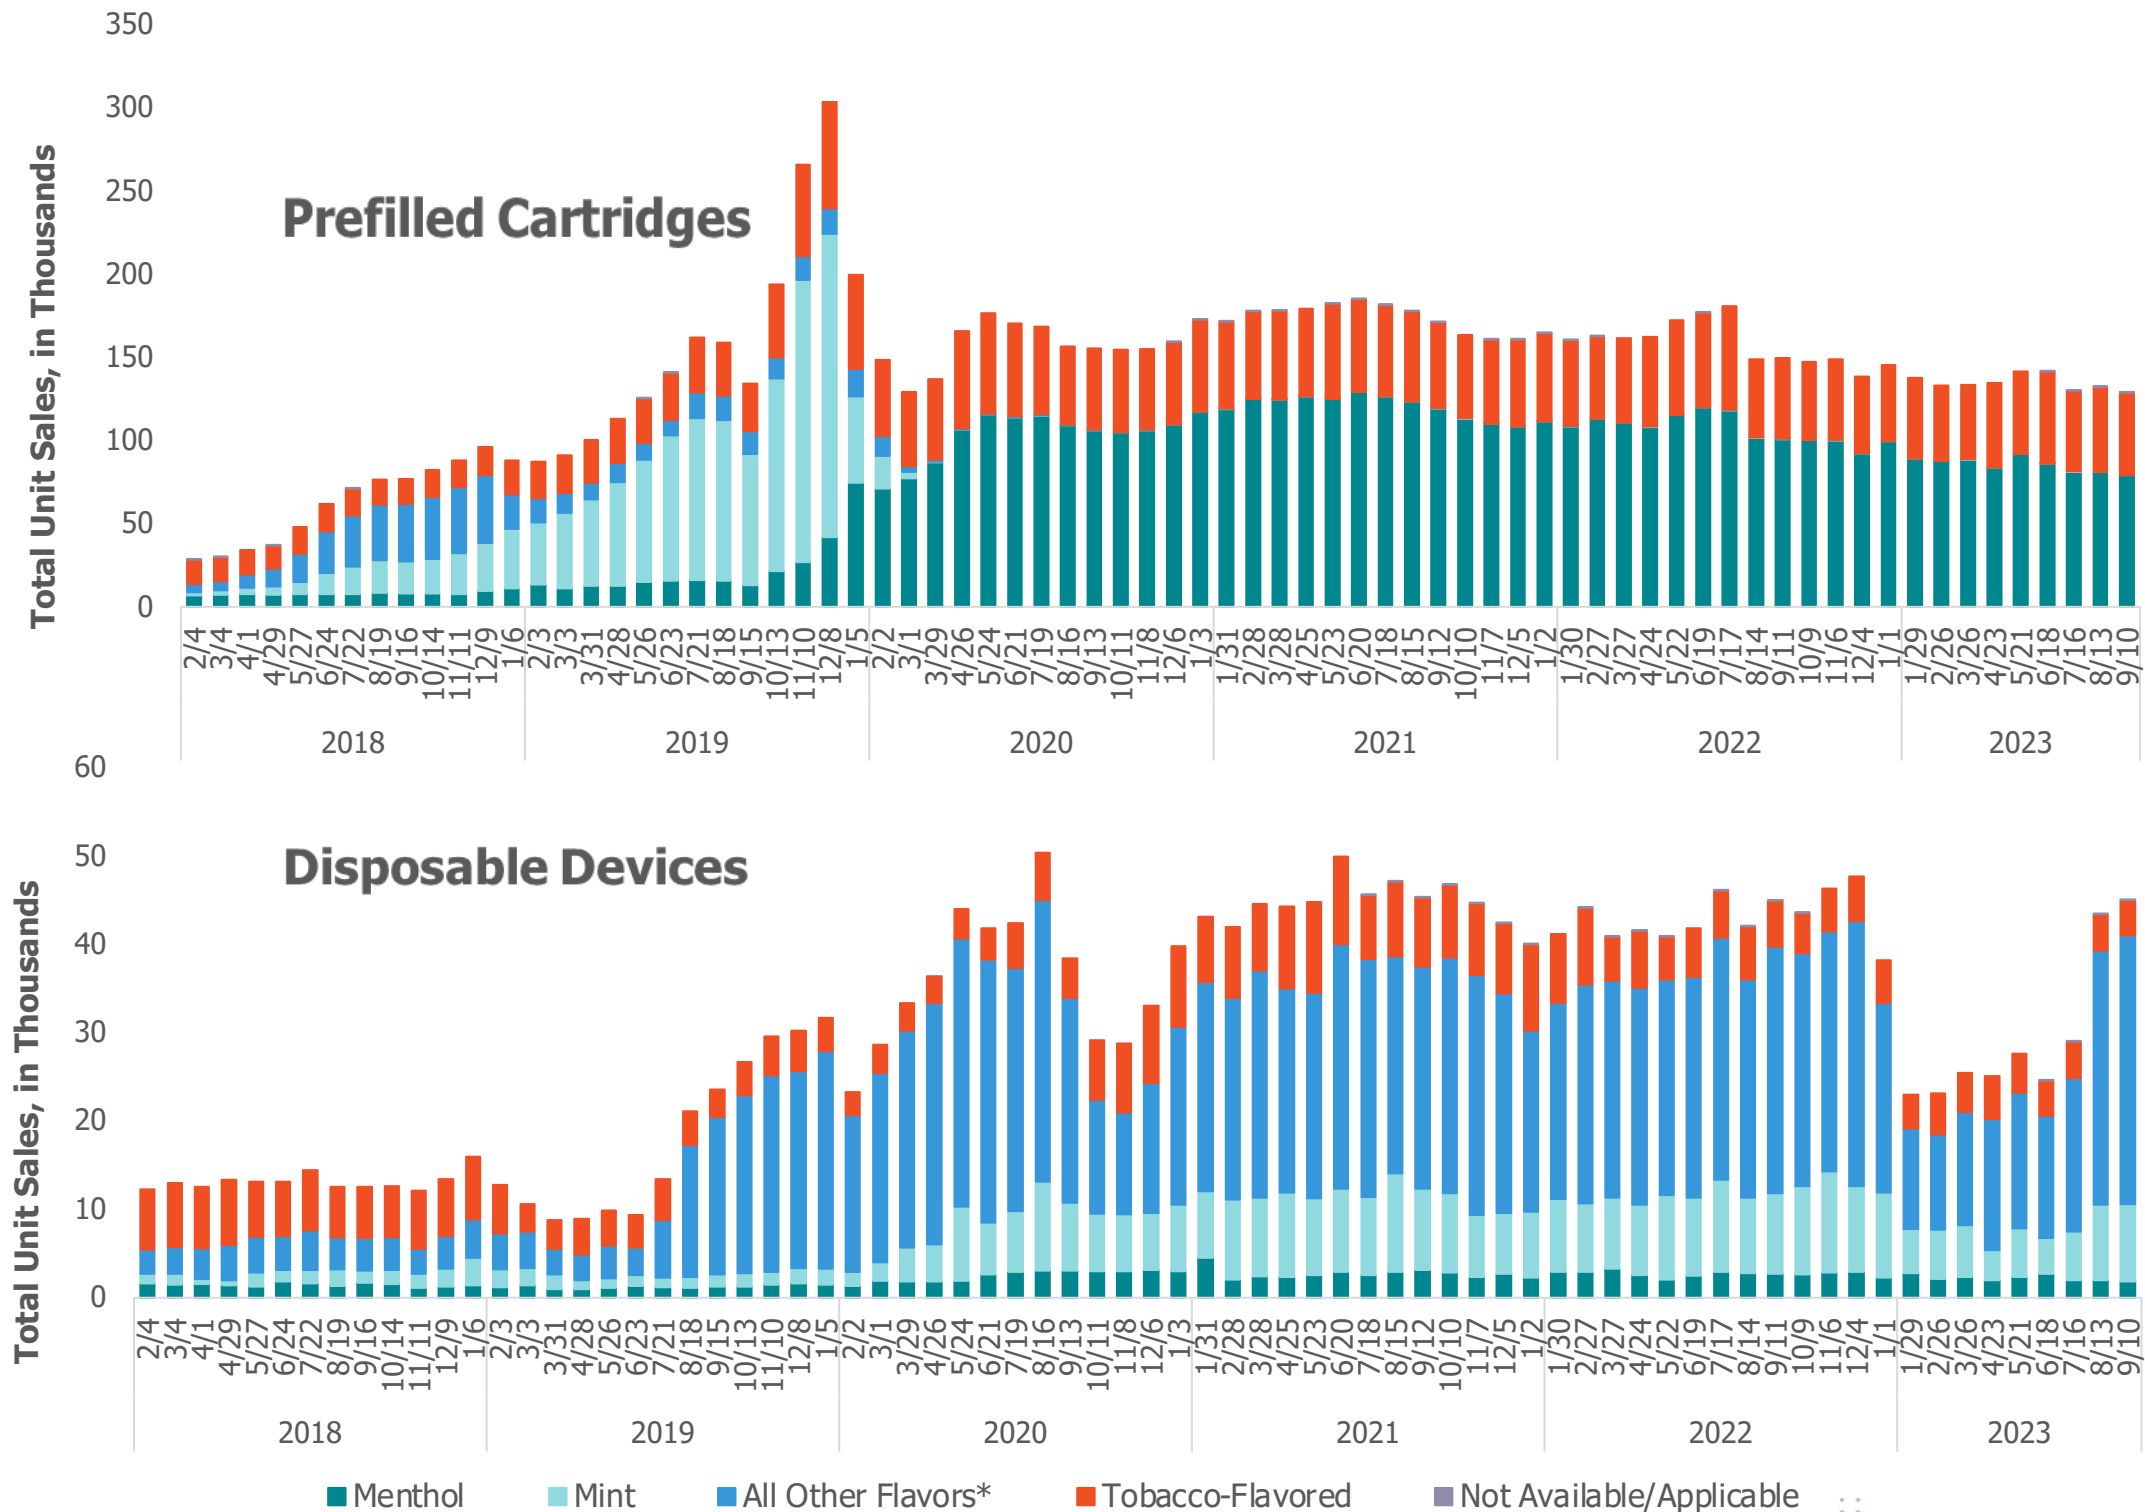 350
300
250
200
150
100
50
0
Total Unit Sales, in Thousands
Prefilled Cartridges
2/4 3/4 4/1 4/29 5/27 6/24 7/22 8/19 9/16 10/14 11/11 12/9 1/6 2/3 3/3 3/31 4/28 5/26 6/23 7/21 8/18 9/15 10/13 11/10 12/8 1/5 2/2 3/1 3/29 4/26 5/24 6/21 7/19 8/16 9/13 10/11 11/8 12/6 1/3 1/31 2/28 3/28 4/25 5/23 6/20 7/18 8/15 9/12 10/10 11/7 12/5 1/2 1/30 2/27 3/27 4/24 5/22 6/19 7/17 8/14 9/11 10/9 11/6 12/4 1/1 1/29 2/26 3/26 4/23 5/21 6/18 7/16 8/13 9/10
2018 2019 2020 2021 2022 2023
60
50
40
30
20
10
0
Total Unit Sales, in Thousands
Disposable Devices
2/4 3/4 4/1 4/29 5/27 6/24 7/22 8/19 9/16 10/14 11/11 12/9 1/6 2/3 3/3 3/31 4/28 5/26 6/23 7/21 8/18 9/15 10/13 11/10 12/8 1/5 2/2 3/1 3/29 4/26 5/24 6/21 7/19 8/16 9/13 10/11 11/8 12/6 1/3 1/31 2/28 3/28 4/25 5/23 6/20 7/18 8/15 9/12 10/10 11/7 12/5 1/2 1/30 2/27 3/27 4/24 5/22 6/19 7/17 8/14 9/11 10/9 11/6 12/4 1/1 1/29 2/26 3/26 4/23 5/21 6/18 7/16 8/13 9/10
2018 2019 2020 2021 2022 2023
Menthol Mint All Other Flavors* Tobacco-Flavored Not Available/Applicable